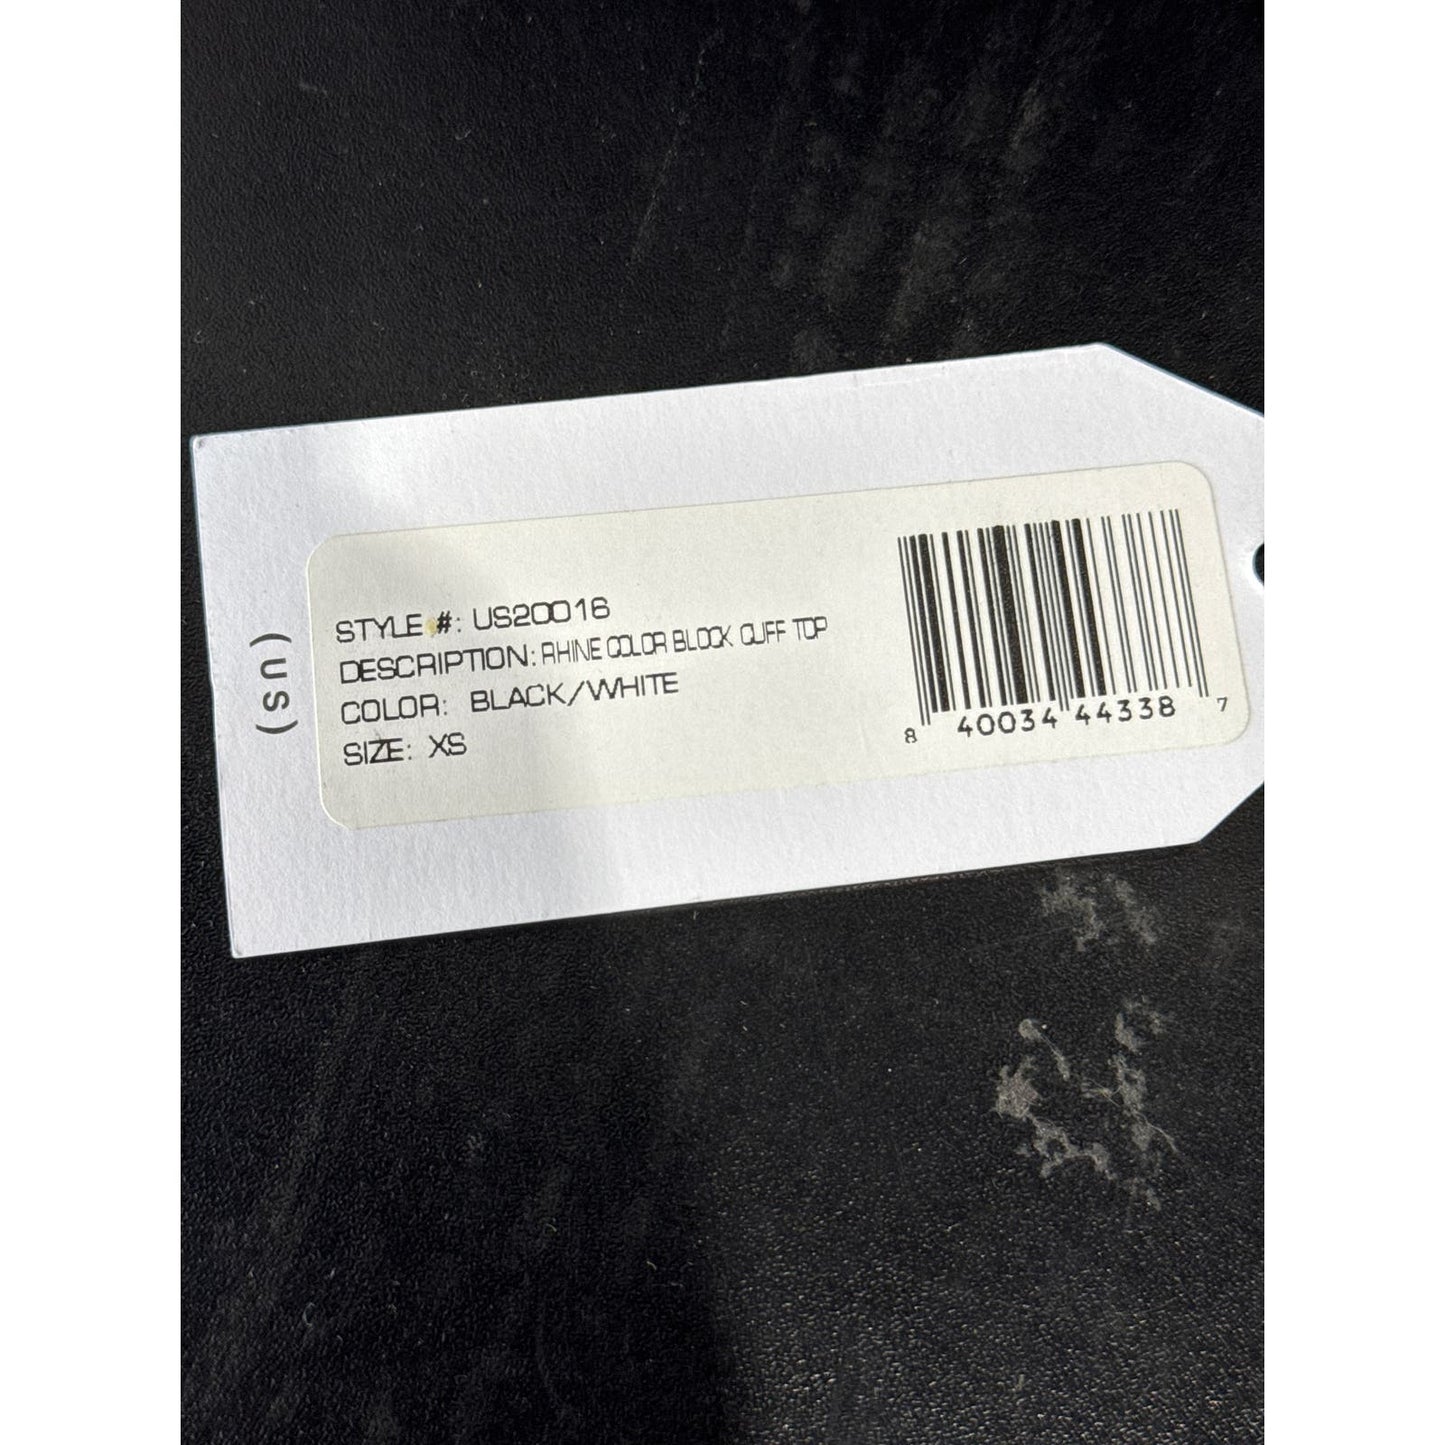 (us)
STYLE #: US20016
DESCRIPTION: RHINE COLOR BLOCK CUFF TOP
COLOR: BLACK/WHITE
SIZE: XS
8 40034 44338 7